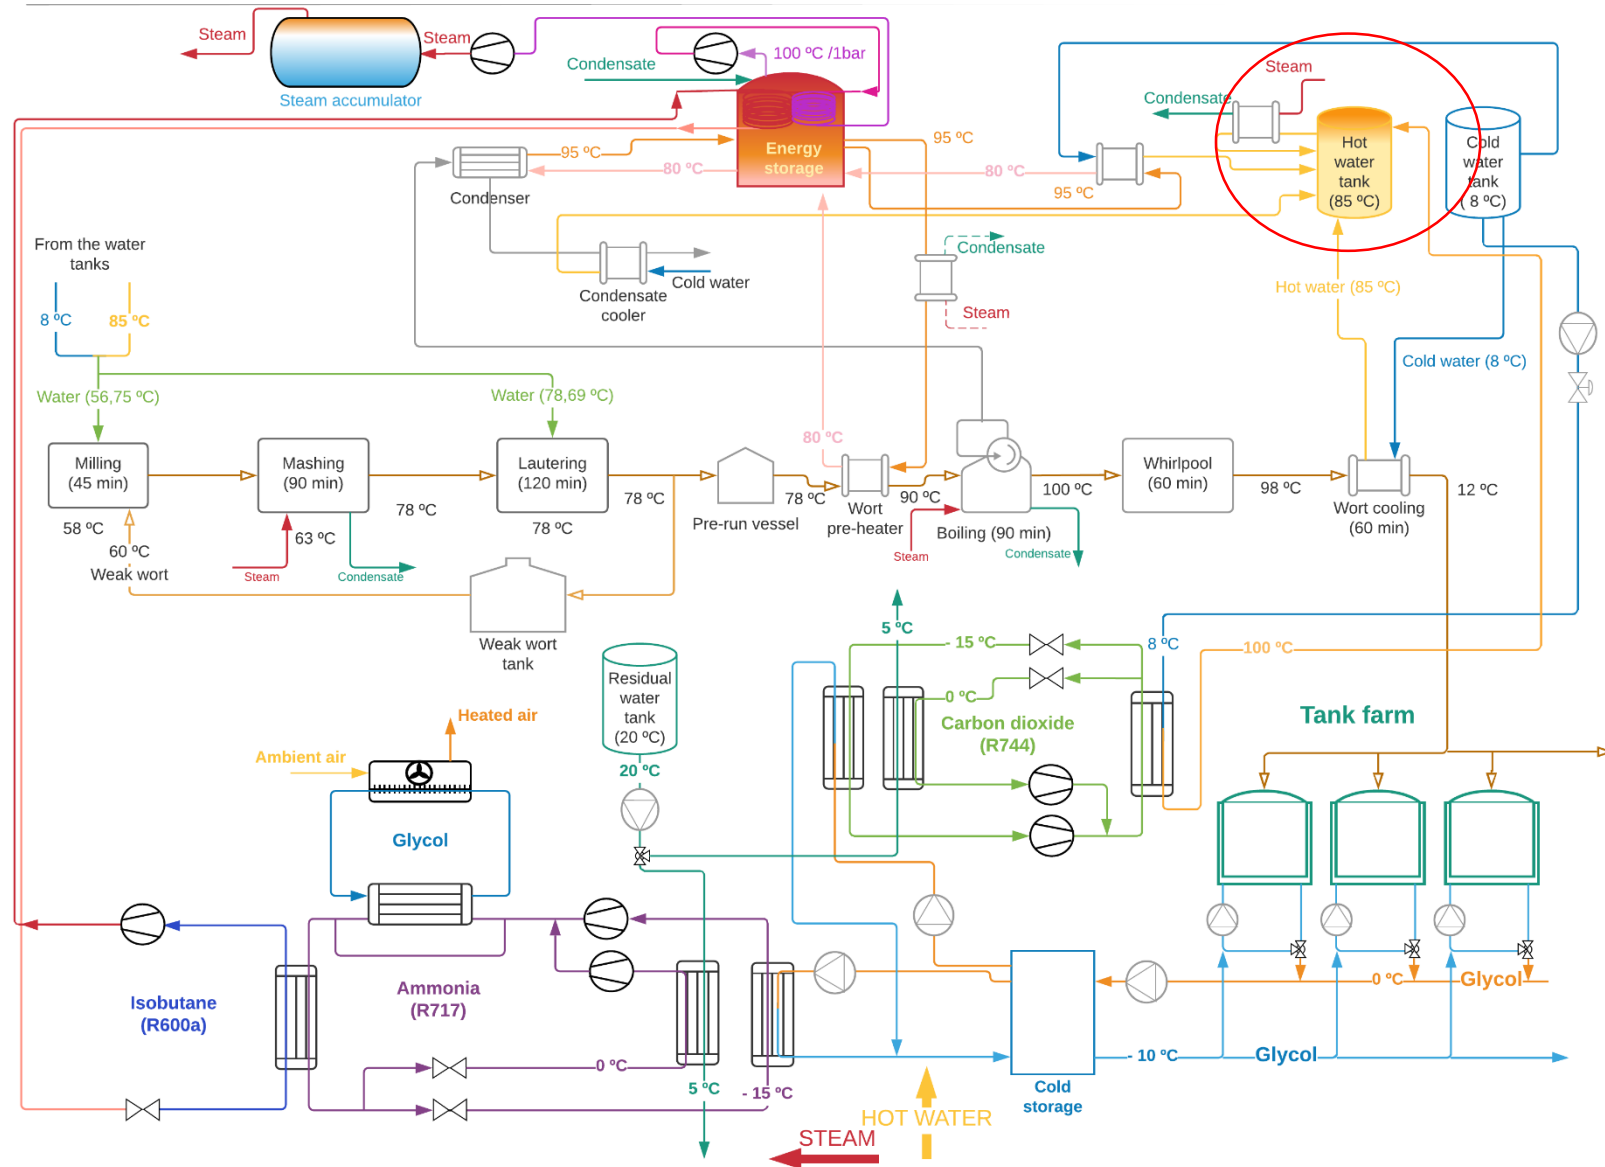 Steam
Steam
Steam accumulator
Condensate
100 ºC /1bar
Energy
storage
95 ºC
80 ºC
Condenser
95 ºC
80 ºC
95 ºC
Steam
Condensate
Hot
water
tank
(85 ºC)
Cold
water
tank
( 8 ºC)
From the water
tanks
8 ºC
85 ºC
Condensate
cooler
Cold water
Condensate
Steam
Hot water (85 ºC)
Cold water (8 ºC)
Water (56,75 ºC)
Water (78,69 ºC)
80 ºC
Milling
(45 min)
Mashing
(90 min)
Lautering
(120 min)
Whirlpool
(60 min)
58 ºC
78 ºC
63 ºC
78 ºC
78 ºC
Pre-run vessel
78 ºC
Wort
pre-heater
90 ºC
Boiling (90 min)
100 ºC
98 ºC
Wort cooling
(60 min)
12 ºC
60 ºC
Weak wort
Steam
Condensate
Steam
Condensate
Weak wort
tank
Residual
water
tank
(20 ºC)
20 ºC
5 ºC
- 15 ºC
0 ºC
Carbon dioxide
(R744)
8 ºC
100 ºC
Tank farm
Heated air
Ambient air
Glycol
Isobutane
(R600a)
Ammonia
(R717)
0 ºC
5 ºC
- 15 ºC
Cold
storage
0 ºC
Glycol
- 10 ºC
Glycol
HOT WATER
STEAM